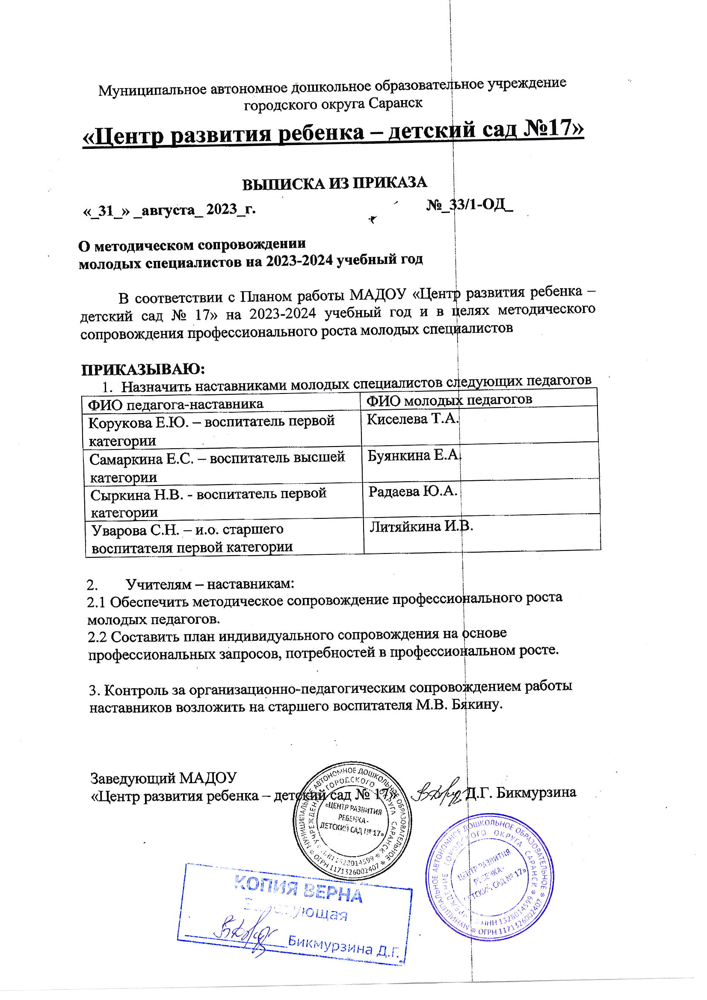 Муниципальное автономное дошкольное образовательное учреждение
городского округа Саранск
«Центр развития ребенка – детский сад №17»
ВЫПИСКА ИЗ ПРИКАЗА
«_31_» _августа_ 2023_г. №_33/1-ОД_
О методическом сопровождении
молодых специалистов на 2023-2024 учебный год
В соответствии с Планом работы МАДОУ «Центр развития ребенка –
детский сад № 17» на 2023-2024 учебный год и в целях методического
сопровождения профессионального роста молодых специалистов
ПРИКАЗЫВАЮ:
1. Назначить наставниками молодых специалистов следующих педагогов
ФИО педагога-наставника ФИО молодых педагогов
Корукова Е.Ю. – воспитатель первой Киселева Т.А.
категории
Самаркина Е.С. – воспитатель высшей Буянкина Е.А.
категории
Сыркина Н.В. - воспитатель первой Радаева Ю.А.
категории
Уварова С.Н. – и.о. старшего Литяйкина И.В.
воспитателя первой категории
2. Учителям – наставникам:
2.1 Обеспечить методическое сопровождение профессионального роста
молодых педагогов.
2.2 Составить план индивидуального сопровождения на основе
профессиональных запросов, потребностей в профессиональном росте.
3. Контроль за организационно-педагогическим сопровождением работы
наставников возложить на старшего воспитателя М.В. Бякину.
Заведующий МАДОУ
«Центр развития ребенка – детский сад № 17» Д.Г. Бикмурзина
МУНИЦИПАЛЬНОЕ АВТОНОМНОЕ ДОШКОЛЬНОЕ ОБРАЗОВАТЕЛЬНОЕ
УЧРЕЖДЕНИЕ ГОРОДСКОГО ОКРУГА САРАНСК
«ЦЕНТР РАЗВИТИЯ
РЕБЕНКА-
ДЕТСКИЙ САД № 17»
ИНН 1328014599
ОГРН 1171326002407
МУНИЦИПАЛЬНОЕ АВТОНОМНОЕ ДОШКОЛЬНОЕ ОБРАЗОВАТЕЛЬНОЕ
УЧРЕЖДЕНИЕ ГОРОДСКОГО ОКРУГА САРАНСК
ЦЕНТР РАЗВИТИЯ
РЕБЕНКА-
ДЕТСКИЙ САД № 17»
ИНН 1328014599
ОГРН 1171326002407
КОПИЯ ВЕРНА
Заведующая
Бикмурзина Д.Г.